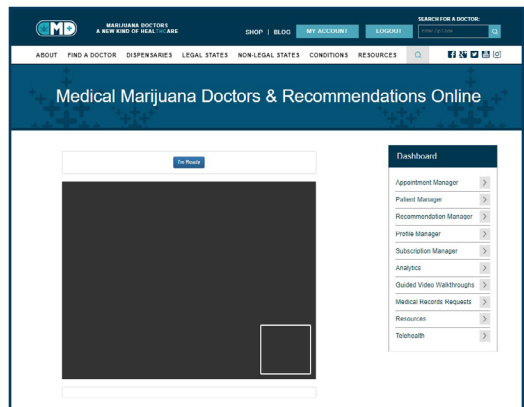 MARIJUANA DOCTORS
A NEW KIND OF HEALTHCARE
SHOP | BLOG
MY ACCOUNT
LOGOUT
SEARCH FOR A DOCTOR:
ABOUT FIND A DOCTOR DISPENSARIES LEGAL STATES NON-LEGAL STATES CONDITIONS RESOURCES
Medical Marijuana Doctors & Recommendations Online
I'm Ready
Dashboard
Appointment Manager
Patient Manager
Recommendation Manager
Profile Manager
Subscription Manager
Analytics
Guided Video Walkthroughs
Medical Records Requests
Resources
Telehealth